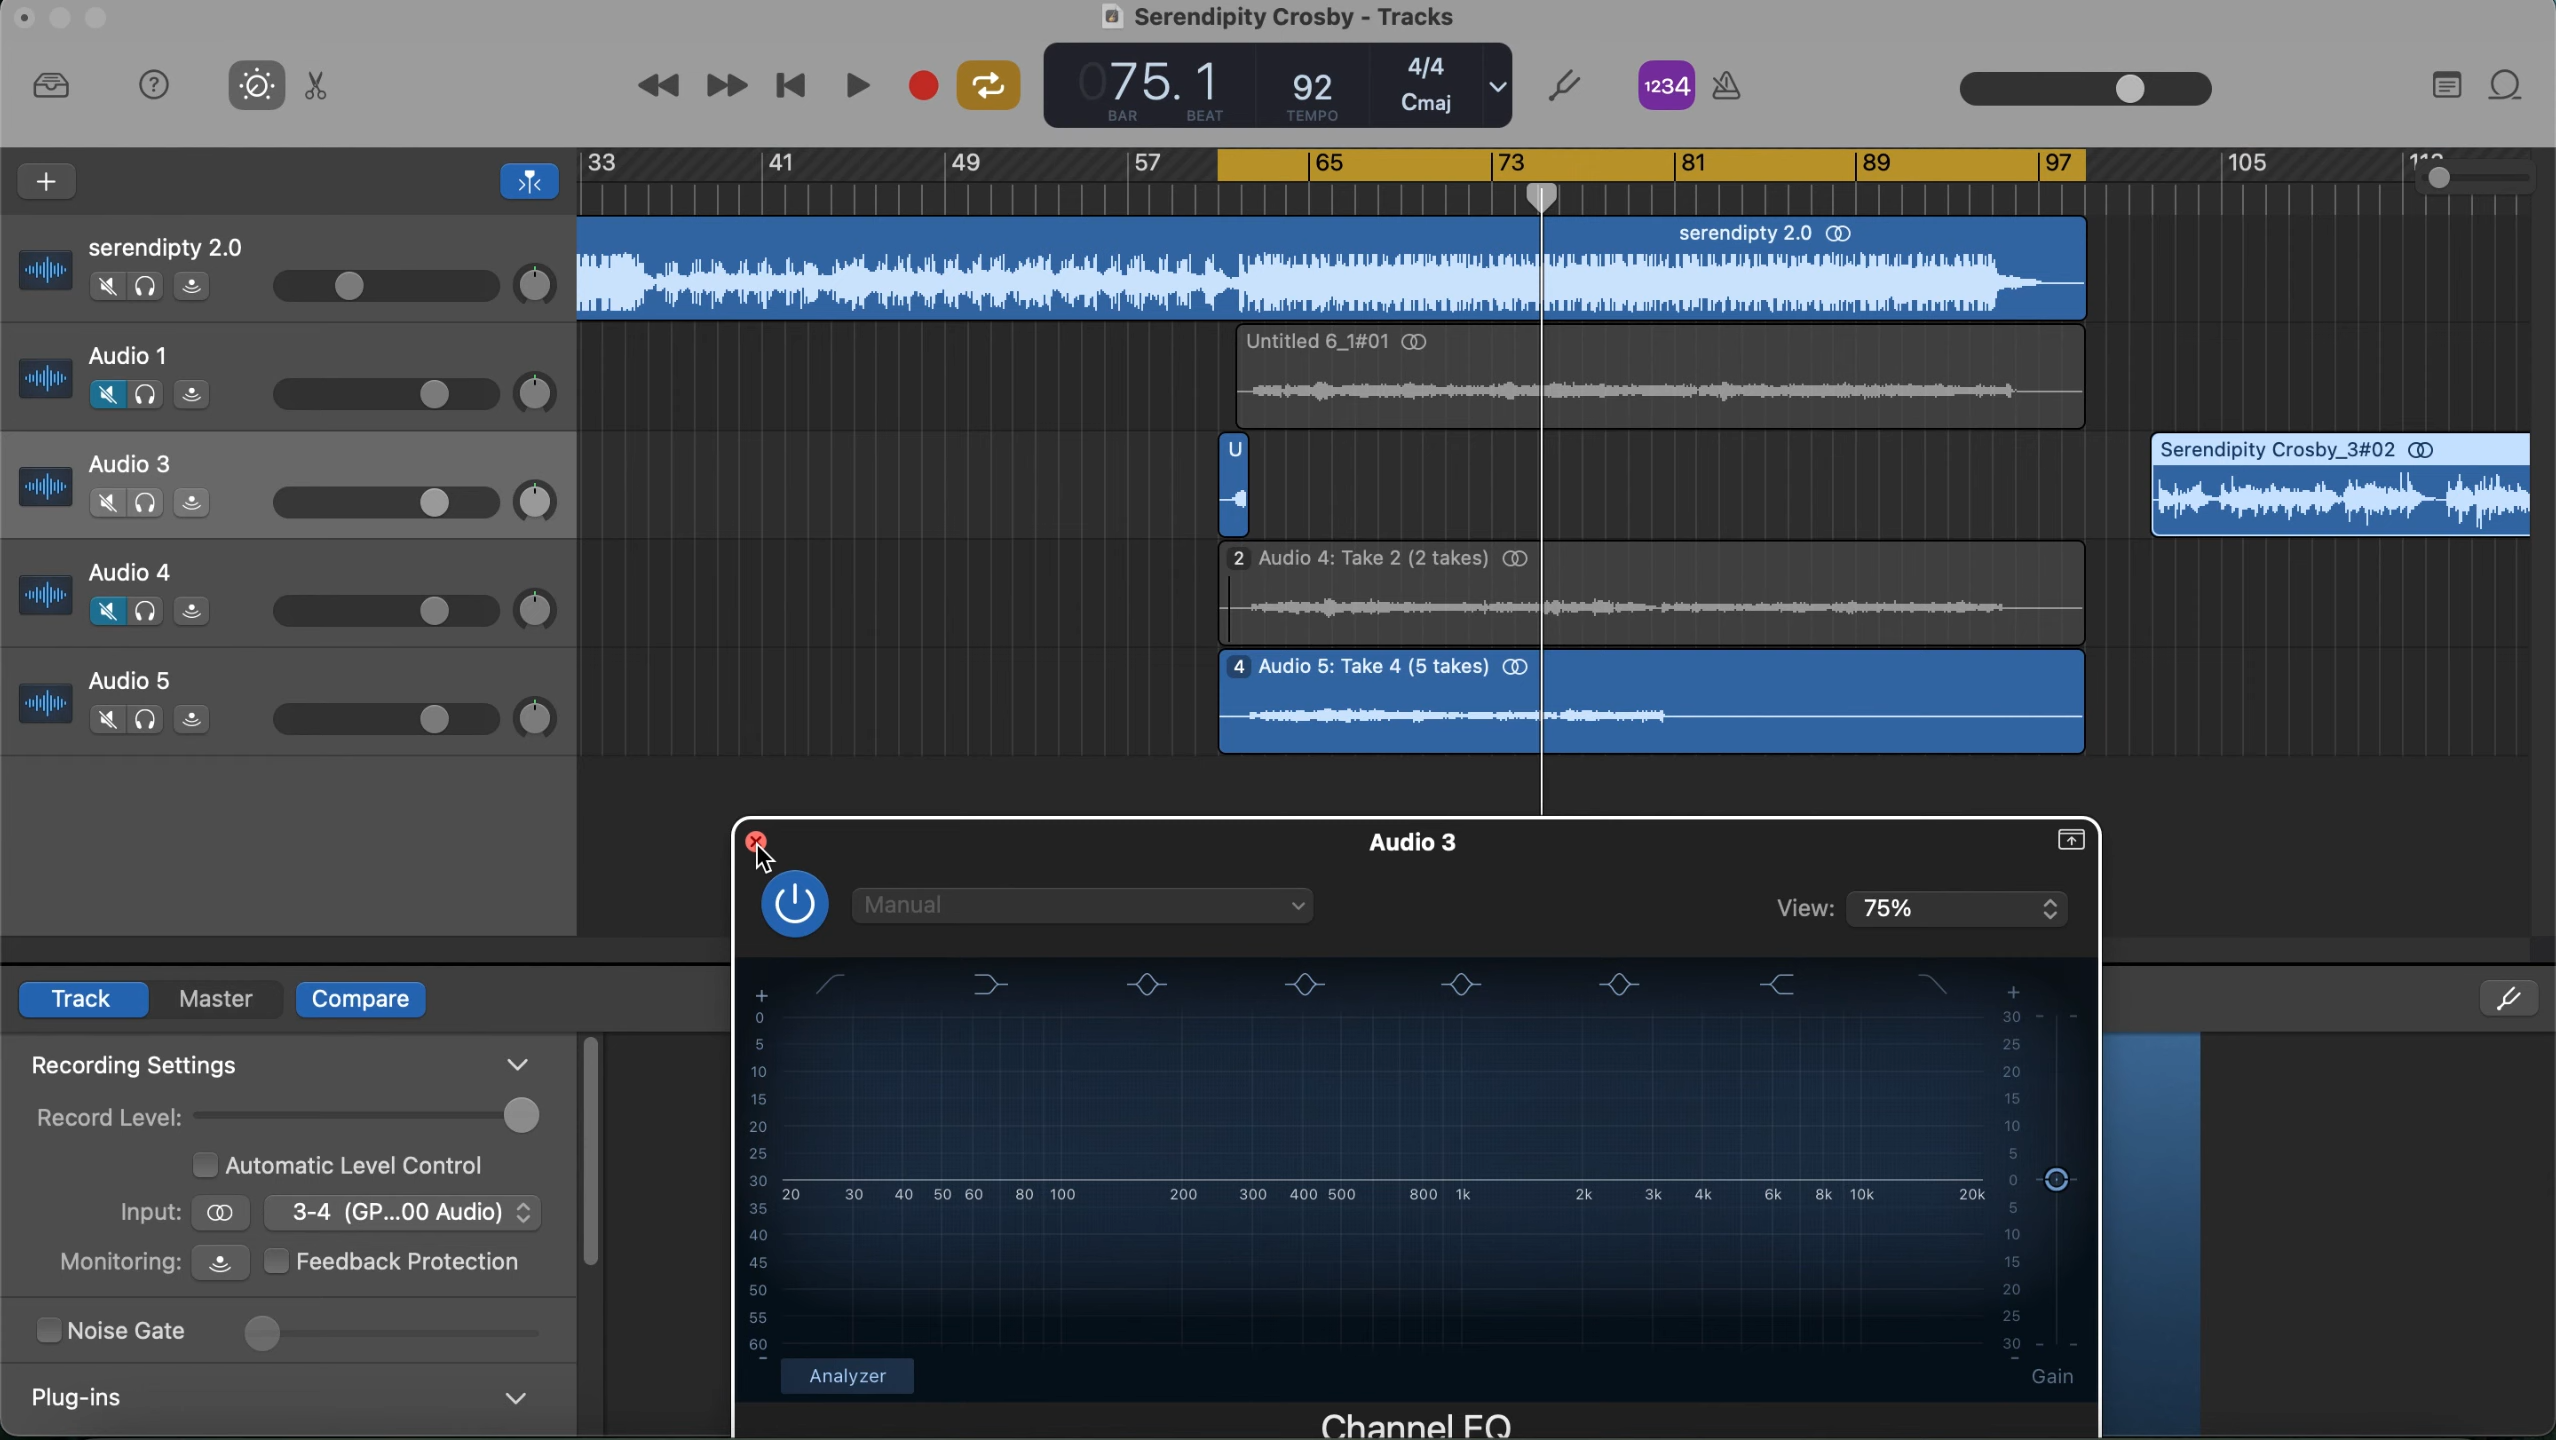 Serendipity Crosby - Tracks
075. 1
BAR BEAT
92
TEMPO
4/4
Cmaj
1234
33 41 49 57 65 73 81 89 97 105
serendipty 2.0
serendipty 2.0
Audio 1
Untitled 6_1#01
Audio 3
U
Serendipity Crosby_3#02
Audio 4
2 Audio 4: Take 2 (2 takes)
Audio 5
4 Audio 5: Take 4 (5 takes)
Audio 3
Manual
View: 75%
Track Master Compare
Recording Settings
Record Level:
Automatic Level Control
Input: 3-4 (GP...00 Audio)
Monitoring: Feedback Protection
Noise Gate
Plug-ins
+
0
5
10
15
20
25
30
35
40
45
50
55
60
-
20 30 40 50 60 80 100 200 300 400 500 800 1k 2k 3k 4k 6k 8k 10k 20k
+
30
25
20
15
10
5
0
5
10
15
20
25
30
-
Analyzer
Gain
Channel EQ